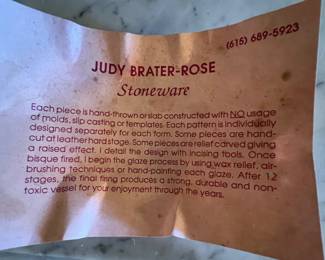 (615) 689-5923
JUDY BRATER-ROSE
Stoneware
Each piece is hand-thrown or slab constructed with NO usage
of molds, slip casting or templates. Each pattern is individually
designed separately for each form. Some pieces are hand-
cut at leather hard stage. Some pieces are relief carved giving
a raised effect. I detail the design with incising tools. Once
bisque fired, I begin the glaze process by using wax relief, air-
brushing techniques or hand-painting each glaze. After 12
stages, the final firing produces a strong, durable and non-
toxic vessel for your enjoyment through the years.